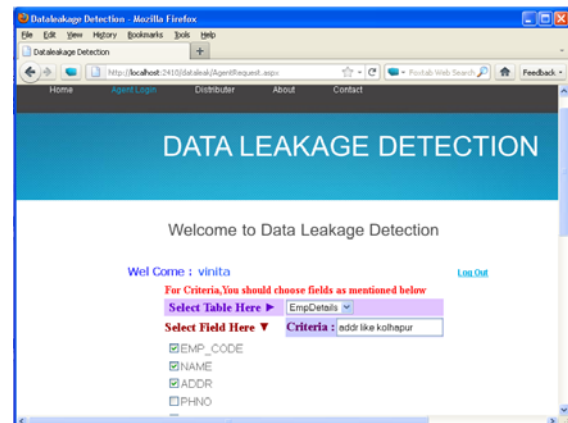 Dataleakage Detection - Mozilla Firefox
File Edit View History Bookmarks Tools Help
Dataleakage Detection +
http://localhost:2410/dataleak/AgentRequest.aspx Foxtab Web Search Feedback
Home Agent Login Distributer About Contact
DATA LEAKAGE DETECTION
Welcome to Data Leakage Detection
Wel Come : vinita Log Out
For Criteria,You should choose fields as mentioned below
Select Table Here ► EmpDetails
Select Field Here ▼ Criteria : addr like kolhapur
EMP_CODE
NAME
ADDR
PHNO